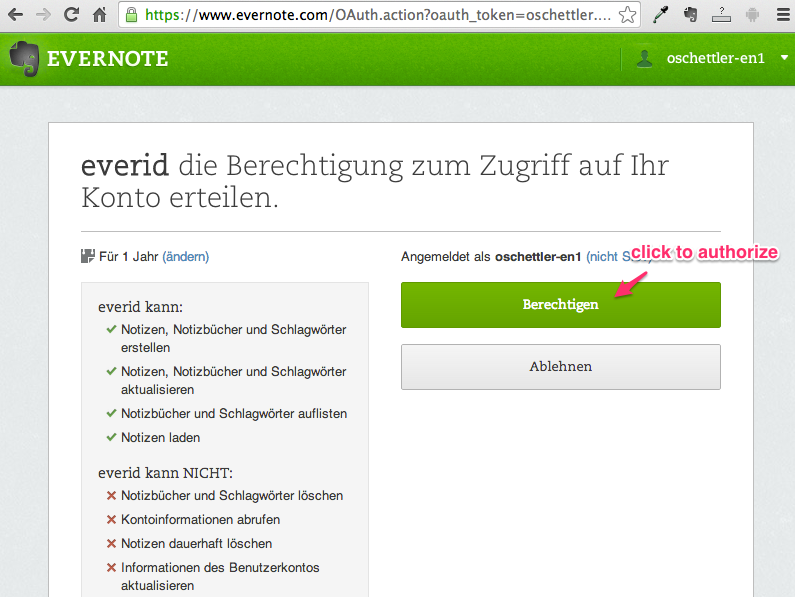 https://www.evernote.com/OAuth.action?oauth_token=oschettler....
EVERNOTE
oschettler-en1
everid die Berechtigung zum Zugriff auf Ihr
Konto erteilen.
Für 1 Jahr (ändern)
Angemeldet als oschettler-en1 (nicht
click to authorize
Berechtigen
Ablehnen
everid kann:
Notizen, Notizbücher und Schlagwörter
erstellen
Notizen, Notizbücher und Schlagwörter
aktualisieren
Notizbücher und Schlagwörter auflisten
Notizen laden
everid kann NICHT:
Notizbücher und Schlagwörter löschen
Kontoinformationen abrufen
Notizen dauerhaft löschen
Informationen des Benutzerkontos
aktualisieren